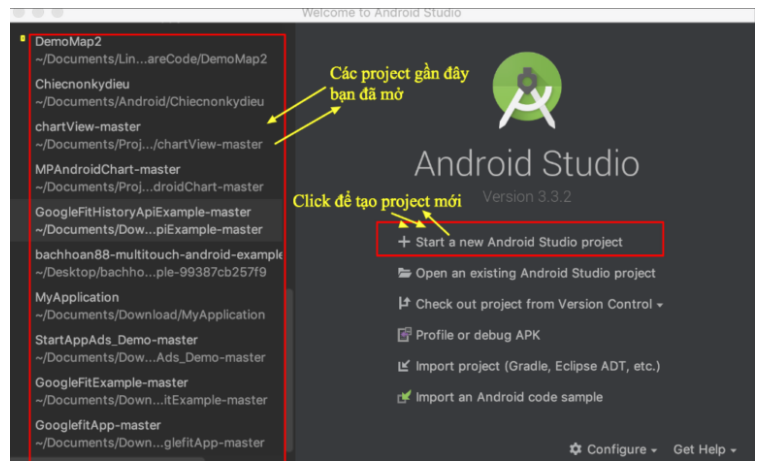 Welcome to Android Studio
DemoMap2
~/Documents/Lin...areCode/DemoMap2
Chiecnonkydieu
~/Documents/Android/Chiecnonkydieu
chartView-master
~/Documents/Proj.../chartView-master
MPAndroidChart-master
~/Documents/Proj...droidChart-master
GoogleFitHistoryApiExample-master
~/Documents/Dow...piExample-master
bachhoan88-multitouch-android-example
~/Desktop/bachho...ple-99387cb257f9
MyApplication
~/Documents/Download/MyApplication
StartAppAds_Demo-master
~/Documents/Dow...Ads_Demo-master
GoogleFitExample-master
~/Documents/Down...itExample-master
GooglefitApp-master
~/Documents/Down...glefitApp-master
Các project gần đây
bạn đã mở
Android Studio
Version 3.3.2
Click để tạo project mới
Start a new Android Studio project
Open an existing Android Studio project
Check out project from Version Control
Profile or debug APK
Import project (Gradle, Eclipse ADT, etc.)
Import an Android code sample
Configure
Get Help